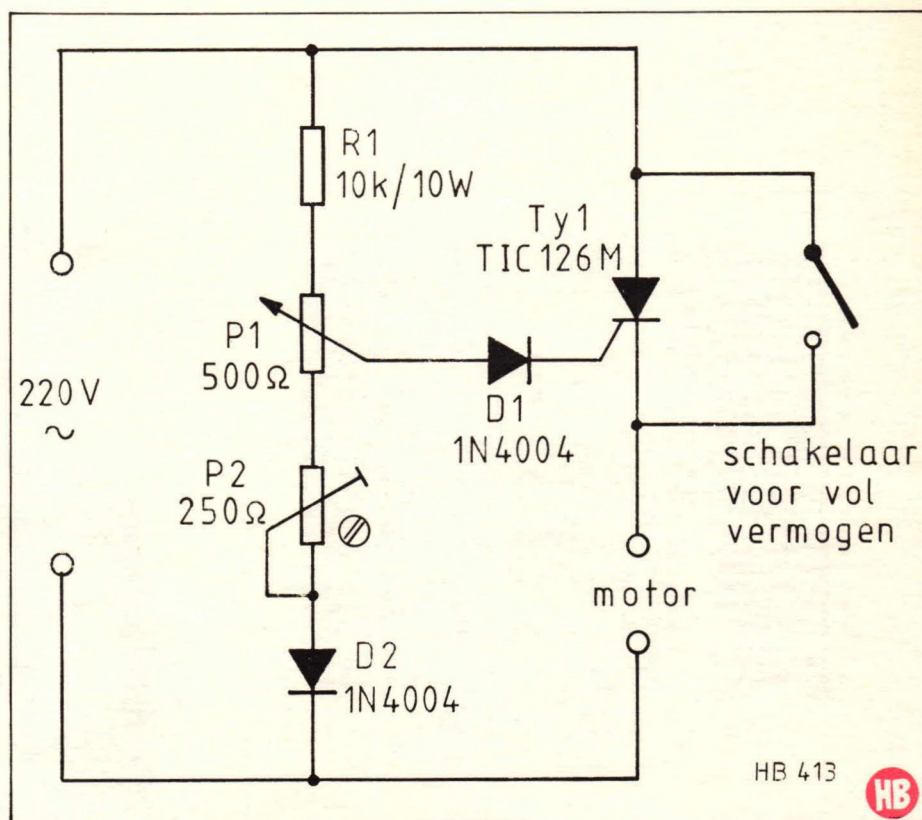 R1
10k/10W
Ty1
TIC126M
P1
500Ω
220V
~
D1
1N4004
P2
250Ω
schakelaar
voor vol
vermogen
motor
D2
1N4004
HB 413
HB